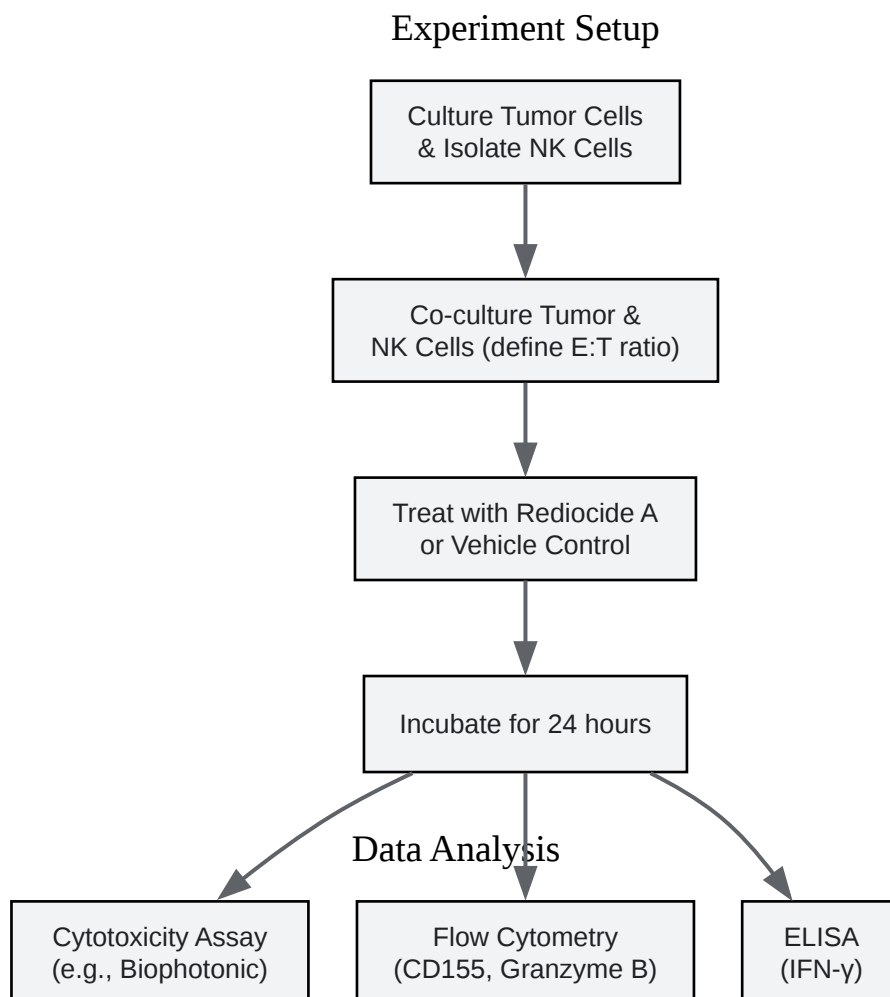 Experiment Setup
Culture Tumor Cells
& Isolate NK Cells
Co-culture Tumor &
NK Cells (define E:T ratio)
Treat with Rediocide A
or Vehicle Control
Incubate for 24 hours
Data Analysis
Cytotoxicity Assay
(e.g., Biophotonic)
Flow Cytometry
(CD155, Granzyme B)
ELISA
(IFN-γ)